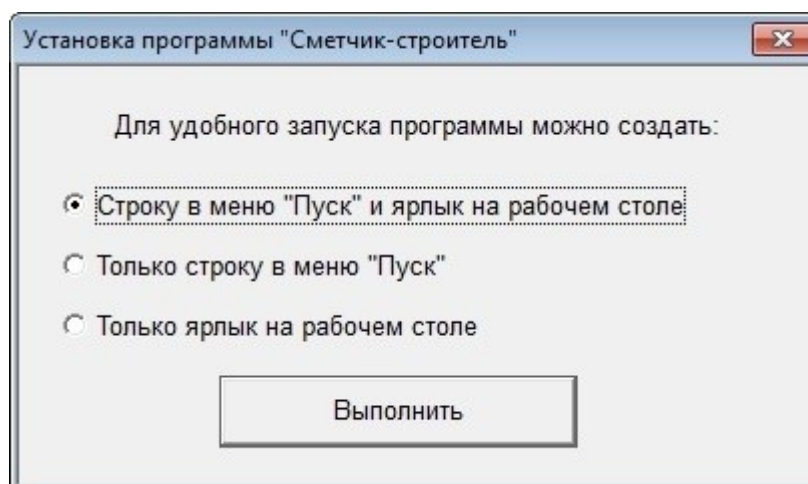 Установка программы "Сметчик-строитель"
Для удобного запуска программы можно создать:
Строку в меню "Пуск" и ярлык на рабочем столе
Только строку в меню "Пуск"
Только ярлык на рабочем столе
Выполнить